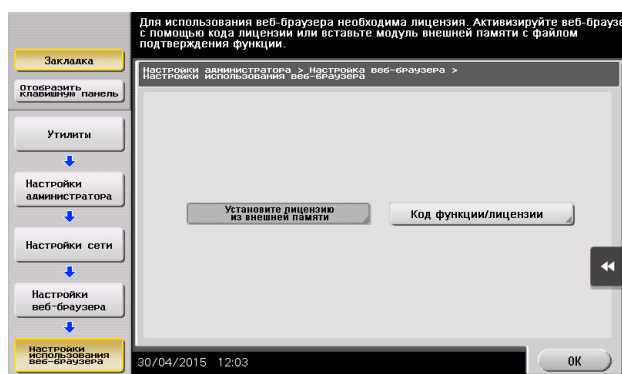 Для использования веб-браузера необходима лицензия. Активизируйте веб-браузе
с помощью кода лицензии или вставьте модуль внешней памяти с файлом
подтверждения функции.
Закладка
Отобразить
клавишную панель
Настройки администратора > Настройка веб-браузера >
Настройки использования веб-браузера
Утилиты
Настройки
администратора
Установите лицензию
из внешней памяти
Код функции/лицензии
Настройки сети
Настройки
веб-браузера
Настройки
использования
веб-браузера
30/04/2015 12:03
OK